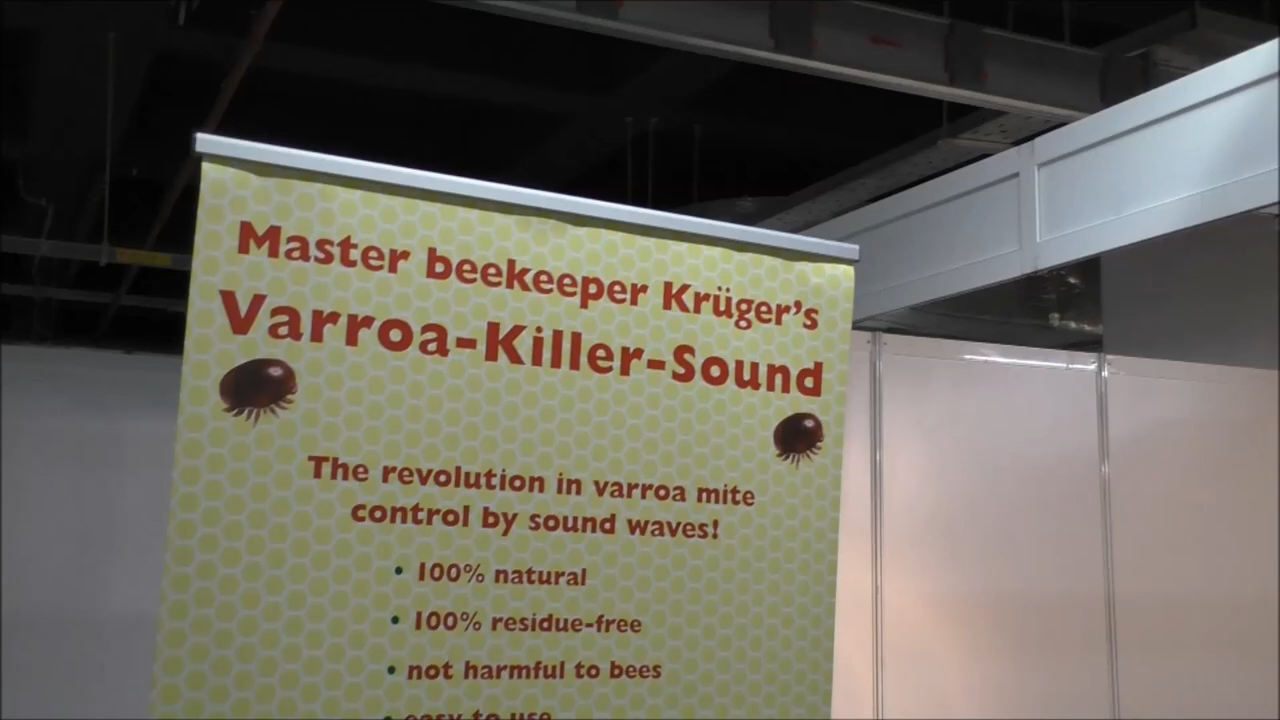 Master beekeeper Krüger's
Varroa-Killer-Sound
The revolution in varroa mite
control by sound waves!
• 100% natural
• 100% residue-free
• not harmful to bees
• easy to use